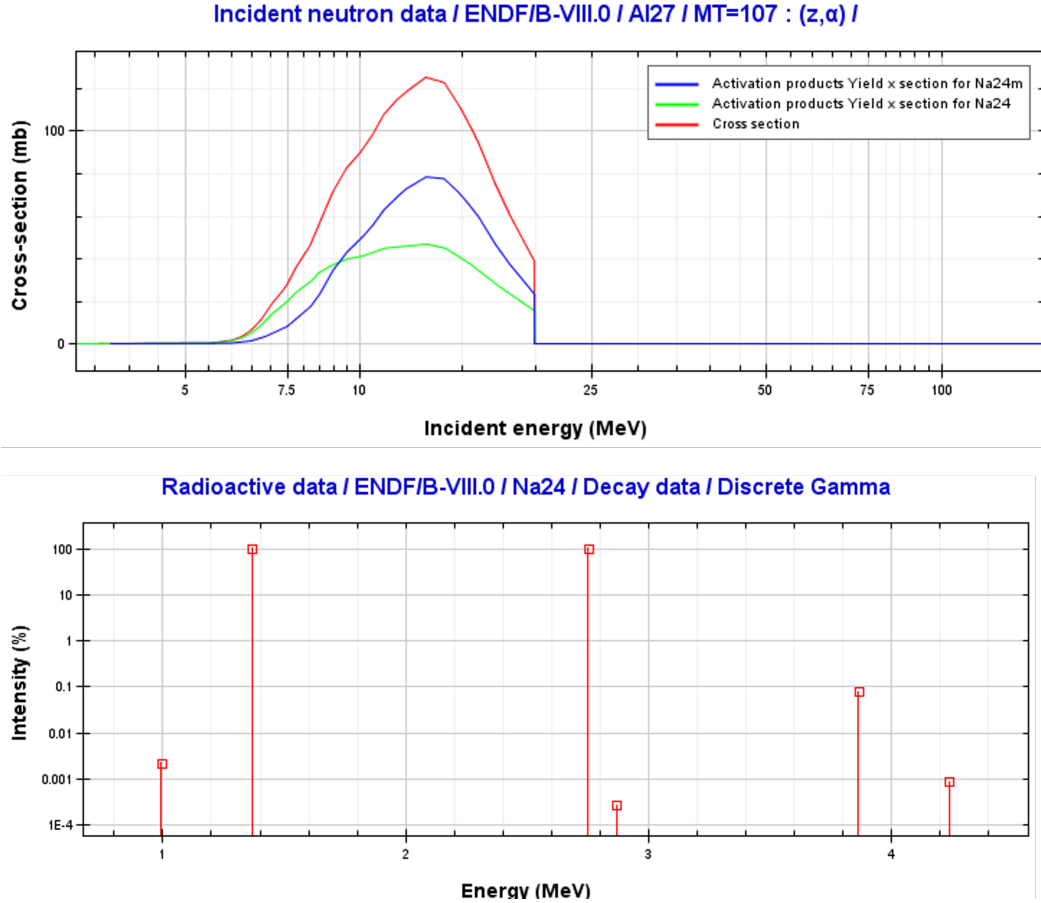 Incident neutron data / ENDF/B-VIII.0 / Al27 / MT=107 : (z,α) /
Activation products Yield x section for Na24m
Activation products Yield x section for Na24
Cross section
Cross-section (mb)
100
0
5
7.5
10
25
50
75
100
Incident energy (MeV)
Radioactive data / ENDF/B-VIII.0 / Na24 / Decay data / Discrete Gamma
Intensity (%)
100
10
1
0.1
0.01
0.001
1E-4
1
2
3
4
Energy (MeV)